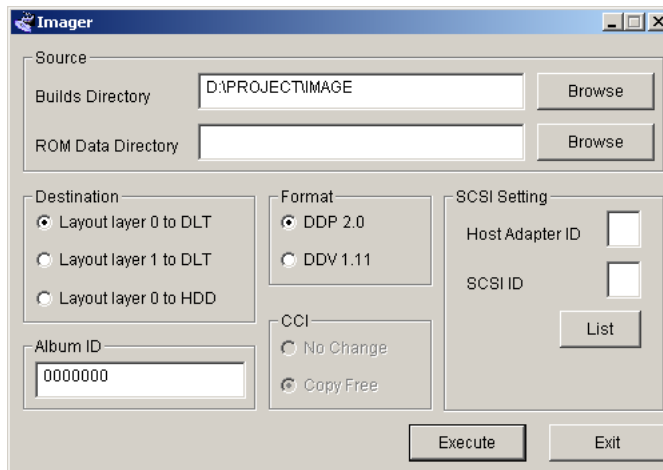 Imager
Source
Builds Directory D:\PROJECT\IMAGE Browse
ROM Data Directory Browse
Destination
Layout layer 0 to DLT
Layout layer 1 to DLT
Layout layer 0 to HDD
Format
DDP 2.0
DDV 1.11
SCSI Setting
Host Adapter ID
SCSI ID
List
CCI
No Change
Copy Free
Album ID
0000000
Execute Exit